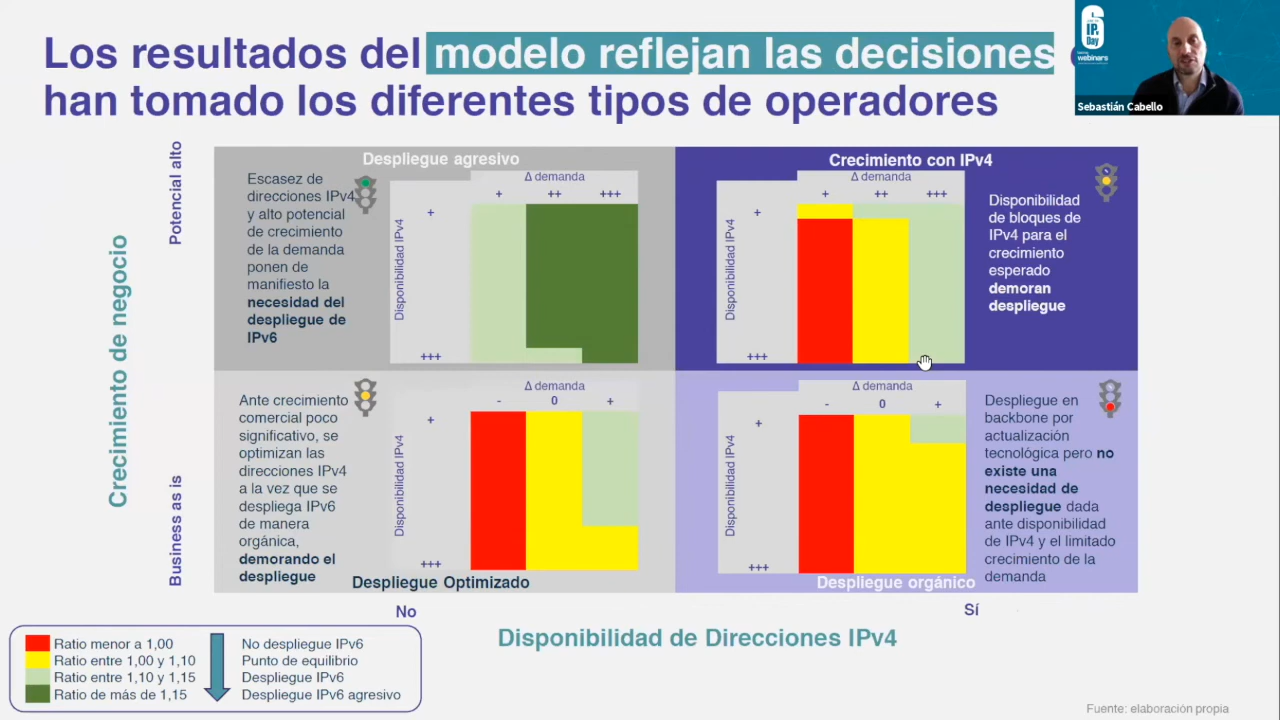 Los resultados del modelo reflejan las decisiones
han tomado los diferentes tipos de operadores
IP6 Day
webinars
Sebastián Cabello
Crecimiento de negocio
Potencial alto
Business as is
Despliegue agresivo
Escasez de
direcciones IPv4
y alto potencial
de crecimiento
de la demanda
ponen de
manifiesto la
necesidad del
despliegue de
IPv6
Δ demanda
+ ++ +++
Disponibilidad IPv4
+
+++
Crecimiento con IPv4
Δ demanda
+ ++ +++
Disponibilidad IPv4
+
+++
Disponibilidad
de bloques de
IPv4 para el
crecimiento
esperado
demoran
despliegue
Ante crecimiento
comercial poco
significativo, se
optimizan las
direcciones IPv4
a la vez que se
despliega IPv6
de manera
orgánica,
demorando el
despliegue
Δ demanda
- 0 +
Disponibilidad IPv4
+
+++
Despliegue Optimizado
Δ demanda
- 0 +
Disponibilidad IPv4
+
+++
Despliegue orgánico
Despliegue en
backbone por
actualización
tecnológica pero no
existe una
necesidad de
despliegue dada
ante disponibilidad
de IPv4 y el limitado
crecimiento de la
demanda
No
Sí
Disponibilidad de Direcciones IPv4
Ratio menor a 1,00 No despliegue IPv6
Ratio entre 1,00 y 1,10 Punto de equilibrio
Ratio entre 1,10 y 1,15 Despliegue IPv6
Ratio de más de 1,15 Despliegue IPv6 agresivo
Fuente: elaboración propia